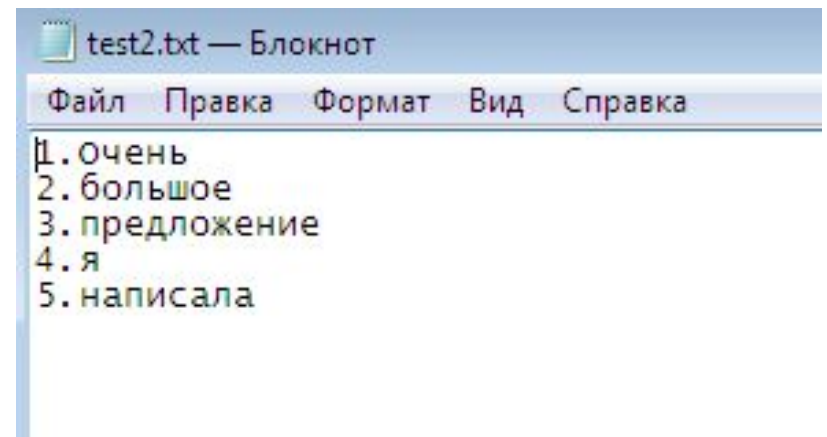 test2.txt — Блокнот
Файл Правка Формат Вид Справка
1.очень
2.большое
3.предложение
4.я
5.написала